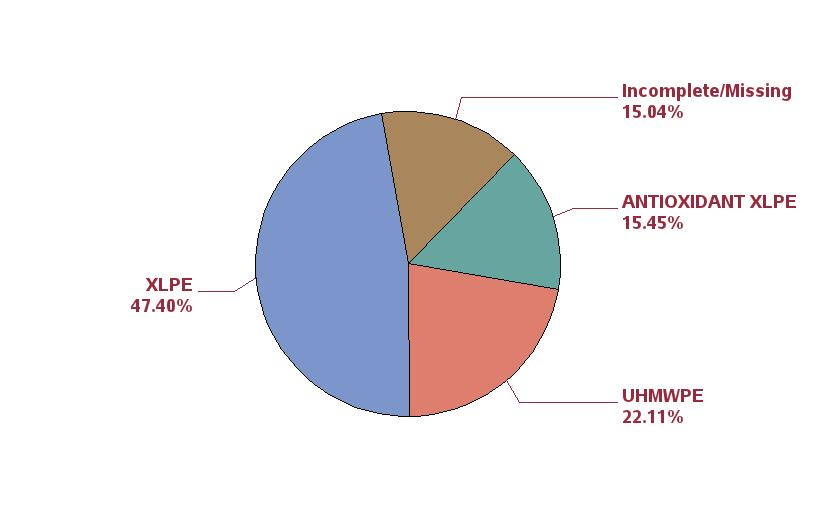 Incomplete/Missing
15.04%
ANTIOXIDANT XLPE
15.45%
XLPE
47.40%
UHMWPE
22.11%